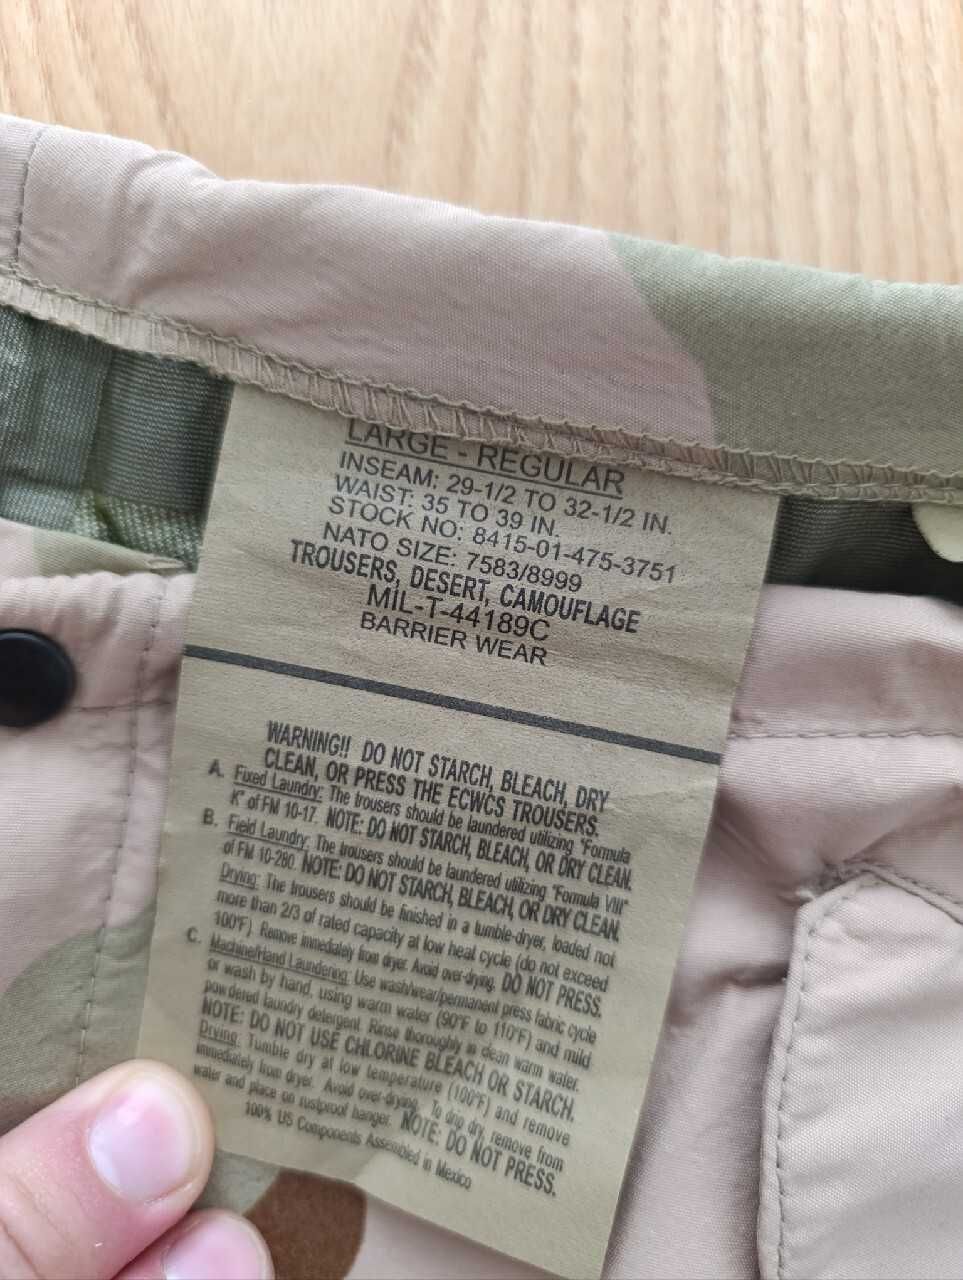 LARGE - REGULAR
INSEAM: 29-1/2 TO 32-1/2 IN.
WAIST: 35 TO 39 IN.
STOCK NO: 8415-01-475-3751
NATO SIZE: 7583/8999
TROUSERS, DESERT, CAMOUFLAGE
MIL-T-44189C
BARRIER WEAR
WARNING!! DO NOT STARCH, BLEACH, DRY
CLEAN, OR PRESS THE ECWCS TROUSERS.
A. Fixed Laundry: The trousers should be laundered utilizing "Formula
K" of FM 10-17. NOTE: DO NOT STARCH, BLEACH, OR DRY CLEAN.
B. Field Laundry: The trousers should be laundered utilizing "Formula VIII"
of FM 10-280. NOTE: DO NOT STARCH, BLEACH, OR DRY CLEAN.
Drying: The trousers should be finished in a tumble-dryer, loaded not
more than 2/3 of rated capacity at low heat cycle (do not exceed
100°F). Remove immediately from dryer. Avoid over-drying. DO NOT PRESS.
C. Machine/Hand Laundering: Use wash/wear/permanent press fabric cycle
or wash by hand, using warm water (90°F to 110°F) and mild
powdered laundry detergent. Rinse thoroughly in clean warm water.
NOTE: DO NOT USE CHLORINE BLEACH OR STARCH.
Drying: Tumble dry at low temperature (100°F) and remove
immediately from dryer. Avoid over-drying. To drip dry, remove from
water and place on rustproof hanger. NOTE: DO NOT PRESS.
100% US Components Assembled in Mexico